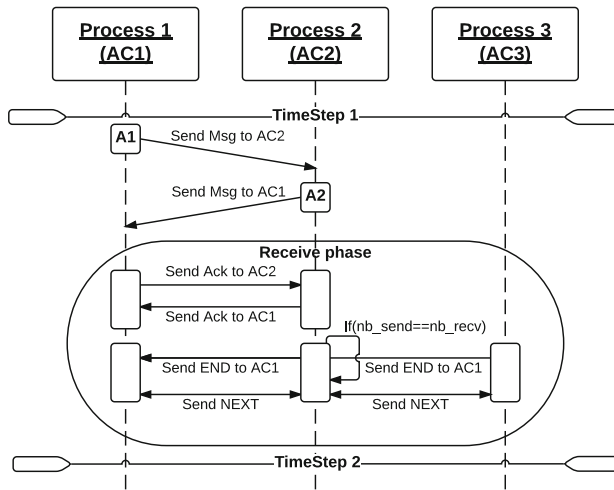 Process 1
(AC1)
Process 2
(AC2)
Process 3
(AC3)
TimeStep 1
A1
Send Msg to AC2
Send Msg to AC1
A2
Receive phase
Send Ack to AC2
Send Ack to AC1
If(nb_send==nb_recv)
Send END to AC1
Send END to AC1
Send NEXT
Send NEXT
TimeStep 2